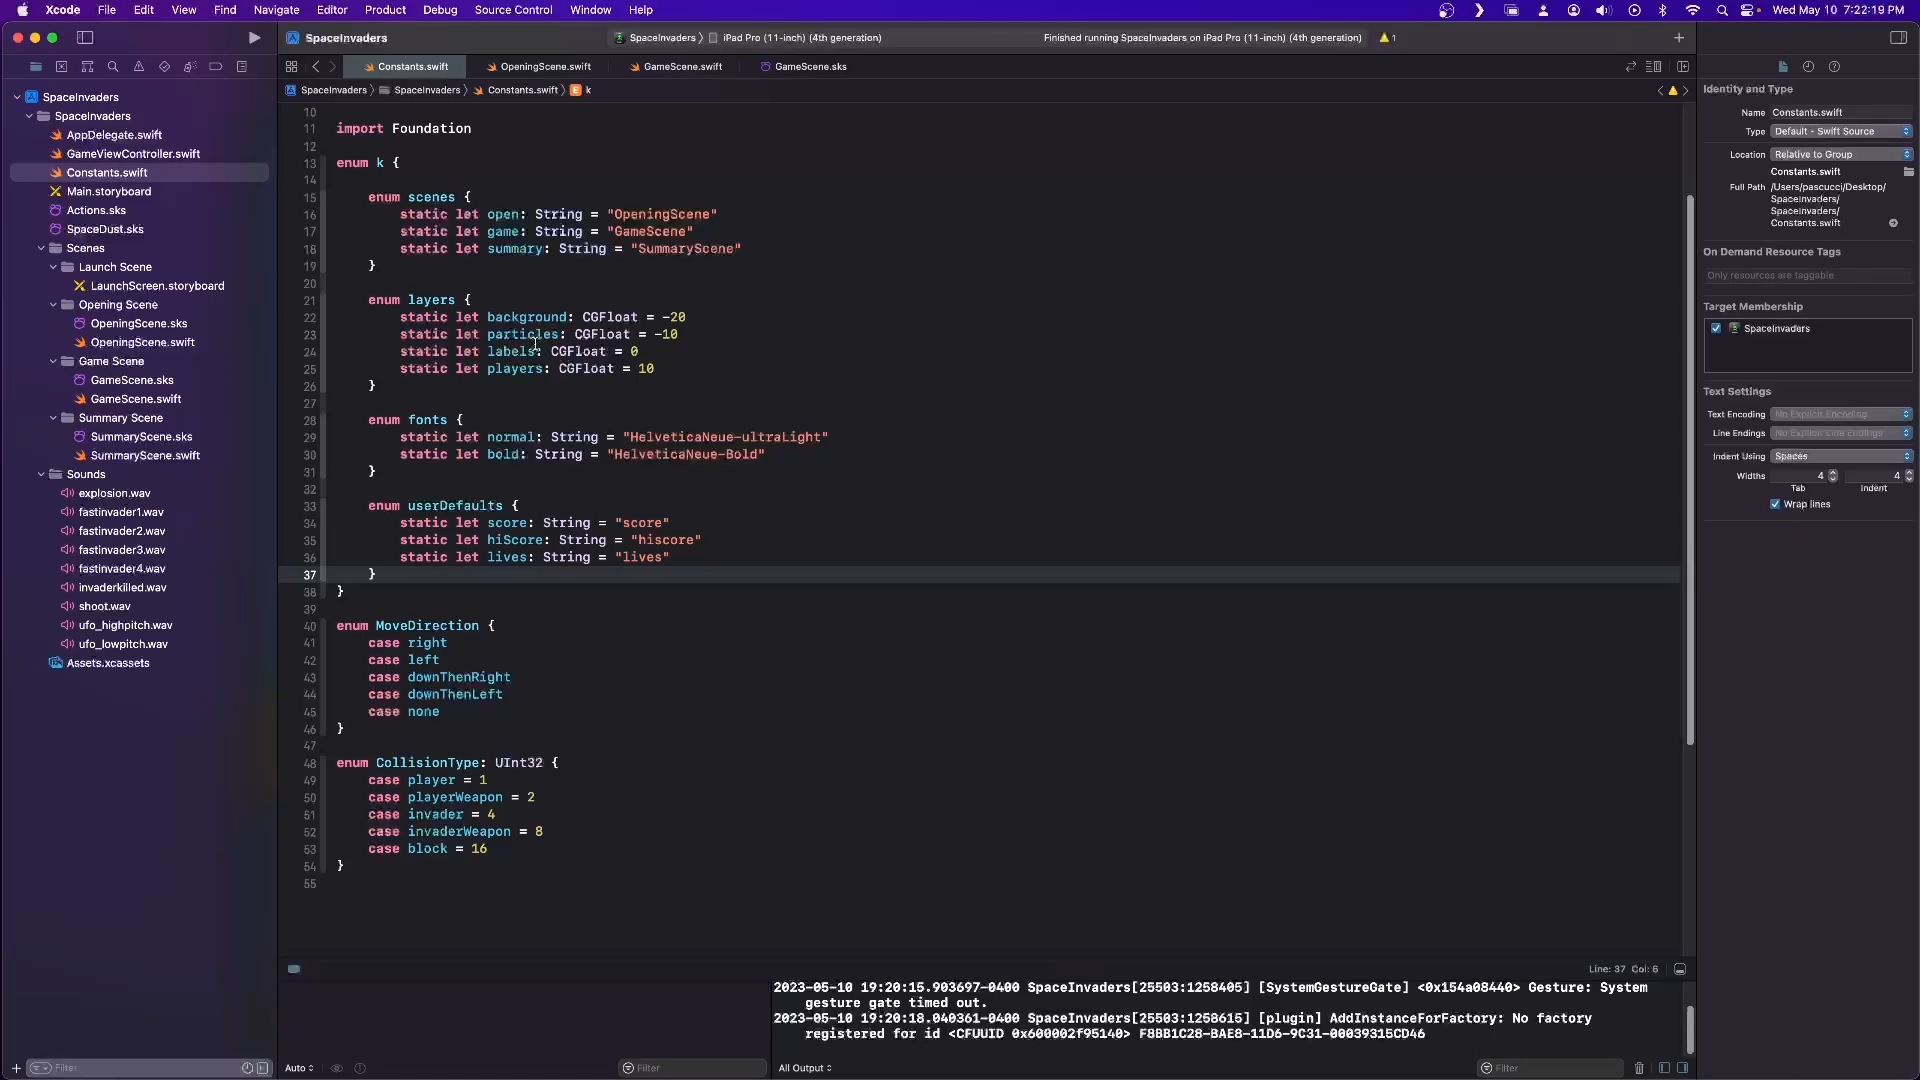 Xcode File Edit View Find Navigate Editor Product Debug Source Control Window Help Wed May 10 7:22:19 PM
SpaceInvaders SpaceInvaders iPad Pro (11-inch) (4th generation) Finished running SpaceInvaders on iPad Pro (11-inch) (4th generation) 1
Constants.swift OpeningScene.swift GameScene.swift GameScene.sks
SpaceInvaders SpaceInvaders Constants.swift E k
SpaceInvaders
SpaceInvaders
AppDelegate.swift
GameViewController.swift
Constants.swift
Main.storyboard
Actions.sks
SpaceDust.sks
Scenes
Launch Scene
LaunchScreen.storyboard
Opening Scene
OpeningScene.sks
OpeningScene.swift
Game Scene
GameScene.sks
GameScene.swift
Summary Scene
SummaryScene.sks
SummaryScene.swift
Sounds
explosion.wav
fastinvader1.wav
fastinvader2.wav
fastinvader3.wav
fastinvader4.wav
invaderkilled.wav
shoot.wav
ufo_highpitch.wav
ufo_lowpitch.wav
Assets.xcassets
Filter
10
11 import Foundation
12
13 enum k {
14
15 enum scenes {
16 static let open: String = "OpeningScene"
17 static let game: String = "GameScene"
18 static let summary: String = "SummaryScene"
19 }
20
21 enum layers {
22 static let background: CGFloat = -20
23 static let particles: CGFloat = -10
24 static let labels: CGFloat = 0
25 static let players: CGFloat = 10
26 }
27
28 enum fonts {
29 static let normal: String = "HelveticaNeue-ultraLight"
30 static let bold: String = "HelveticaNeue-Bold"
31 }
32
33 enum userDefaults {
34 static let score: String = "score"
35 static let hiScore: String = "hiscore"
36 static let lives: String = "lives"
37 }
38 }
39
40 enum MoveDirection {
41 case right
42 case left
43 case downThenRight
44 case downThenLeft
45 case none
46 }
47
48 enum CollisionType: UInt32 {
49 case player = 1
50 case playerWeapon = 2
51 case invader = 4
52 case invaderWeapon = 8
53 case block = 16
54 }
55
Line: 37 Col: 6
2023-05-10 19:20:15.903697-0400 SpaceInvaders[25503:1258405] [SystemGestureGate] <0x154a08440> Gesture: System
gesture gate timed out.
2023-05-10 19:20:18.040361-0400 SpaceInvaders[25503:1258615] [plugin] AddInstanceForFactory: No factory
registered for id <CFUUID 0x600002f95140> F8BB1C28-BAE8-11D6-9C31-00039315CD46
Auto Filter All Output Filter
Identity and Type
Name Constants.swift
Type Default - Swift Source
Location Relative to Group
Constants.swift
Full Path /Users/pascucci/Desktop/
SpaceInvaders/
SpaceInvaders/
Constants.swift
On Demand Resource Tags
Only resources are taggable
Target Membership
SpaceInvaders
Text Settings
Text Encoding No Explicit Encoding
Line Endings No Explicit Line Endings
Indent Using Spaces
Widths 4 4
Tab Indent
Wrap lines